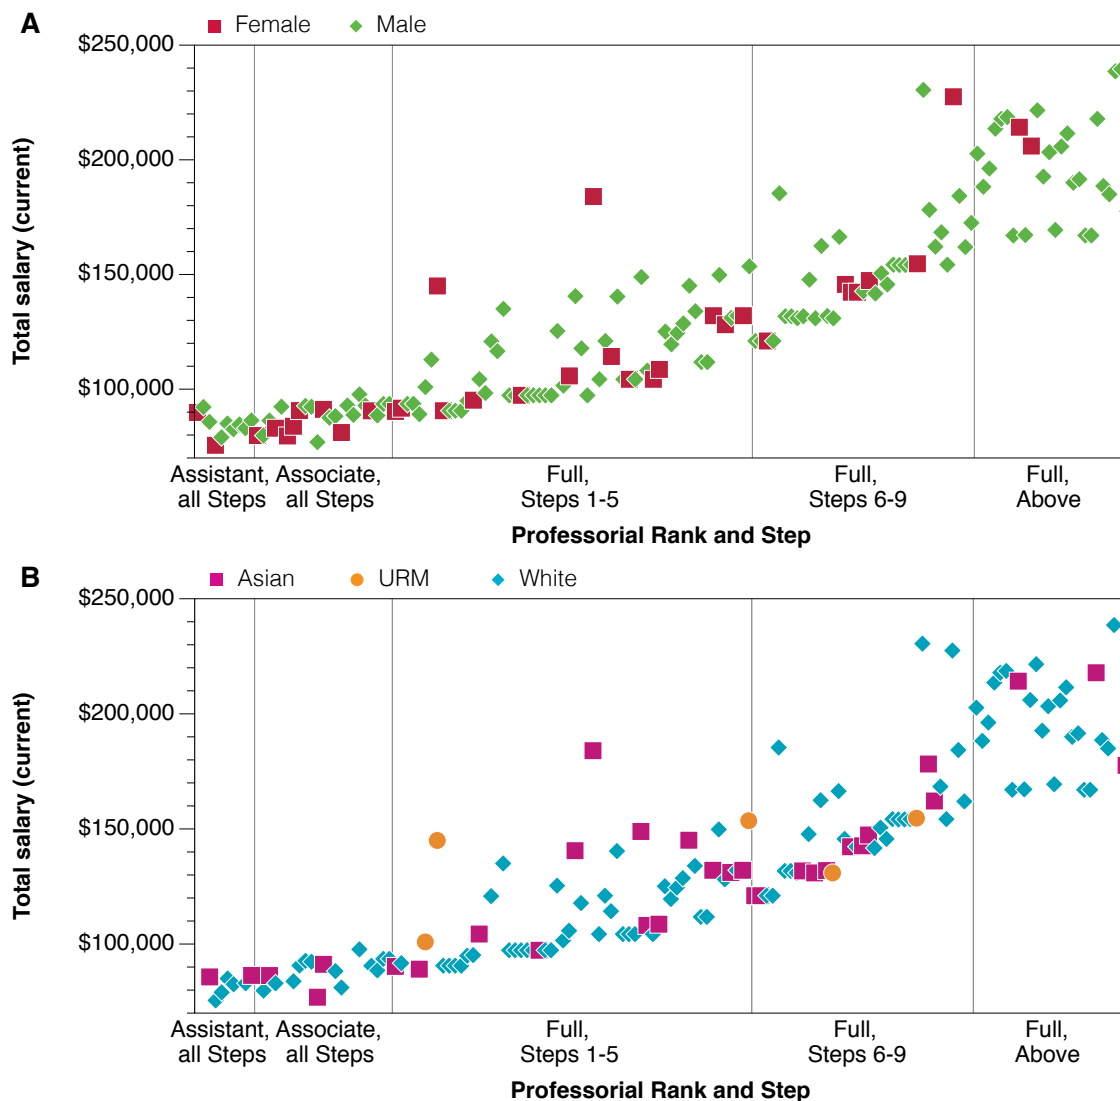 A
Female Male
$250,000
$200,000
$150,000
$100,000
Total salary (current)
Assistant, all Steps
Associate, all Steps
Full, Steps 1-5
Full, Steps 6-9
Full, Above
Professorial Rank and Step
B
Asian URM White
$250,000
$200,000
$150,000
$100,000
Total salary (current)
Assistant, all Steps
Associate, all Steps
Full, Steps 1-5
Full, Steps 6-9
Full, Above
Professorial Rank and Step